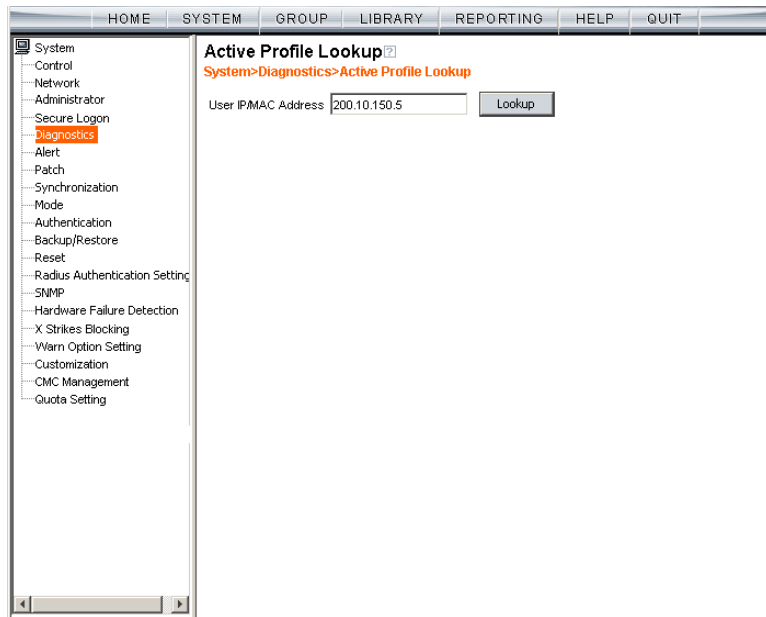 HOME SYSTEM GROUP LIBRARY REPORTING HELP QUIT
System
Control
Network
Administrator
Secure Logon
Diagnostics
Alert
Patch
Synchronization
Mode
Authentication
Backup/Restore
Reset
Radius Authentication Setting
SNMP
Hardware Failure Detection
X Strikes Blocking
Warn Option Setting
Customization
CMC Management
Quota Setting
Active Profile Lookup?
System>Diagnostics>Active Profile Lookup
User IP/MAC Address 200.10.150.5 Lookup